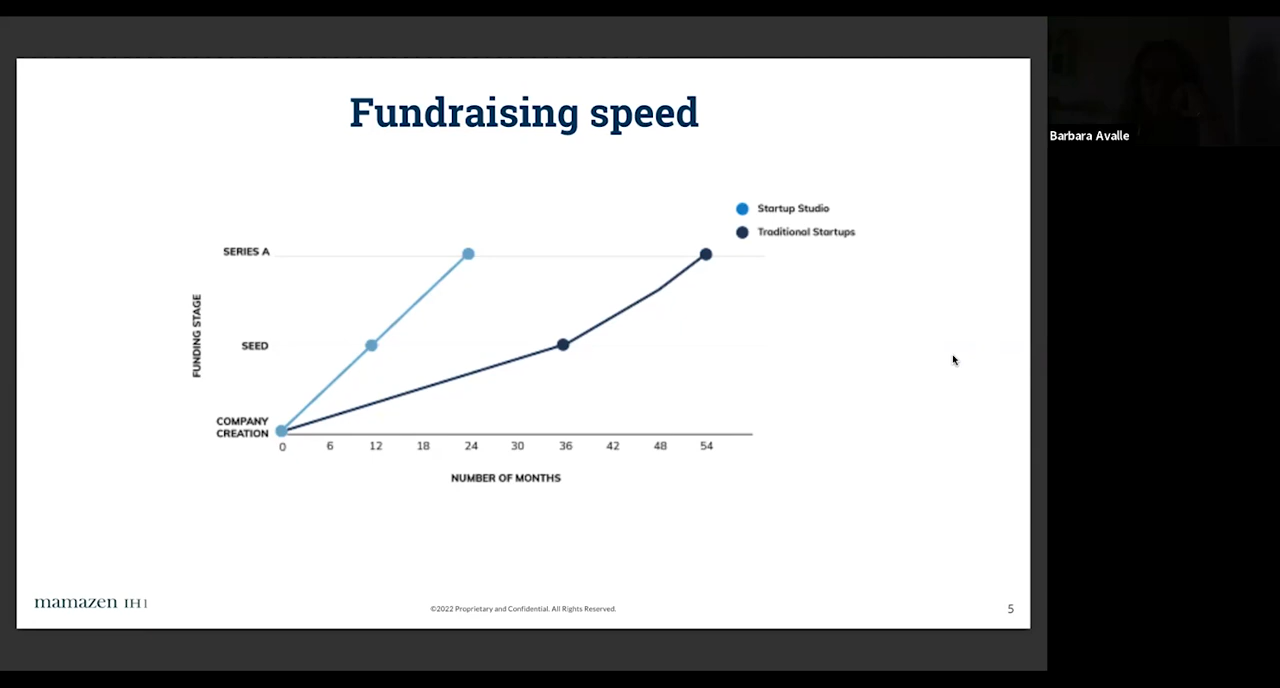 Fundraising speed
Barbara Avalle
Startup Studio
Traditional Startups
SERIES A
SEED
COMPANY
CREATION
FUNDING STAGE
0 6 12 18 24 30 36 42 48 54
NUMBER OF MONTHS
mamazen
©2022 Proprietary and Confidential. All Rights Reserved.
5